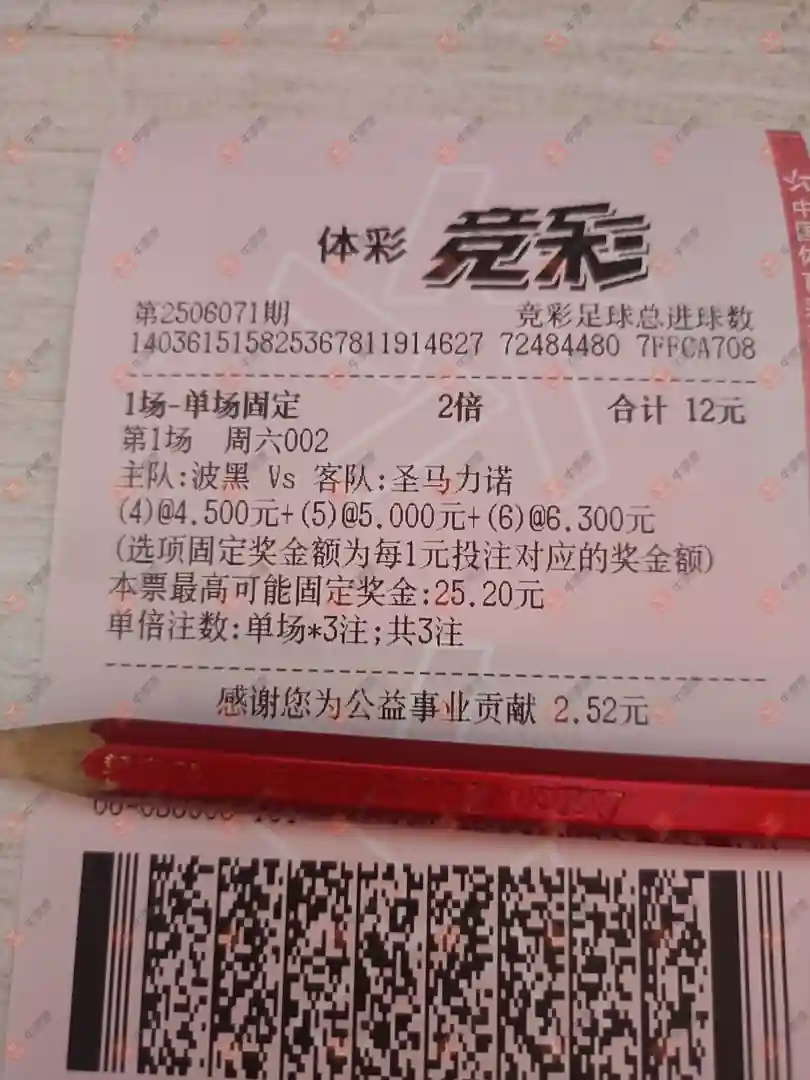 体彩 竞彩
第2506071期 竞彩足球总进球数
140361515825367811914627 72484480 7FFCA708
1场-单场固定 2倍 合计 12元
第1场 周六002
主队:波黑 Vs 客队:圣马力诺
(4)@4.500元+(5)@5.000元+(6)@6.300元
(选项固定奖金额为每1元投注对应的奖金额)
本票最高可能固定奖金:25.20元
单倍注数:单场*3注;共3注
感谢您为公益事业贡献 2.52元
中国体育